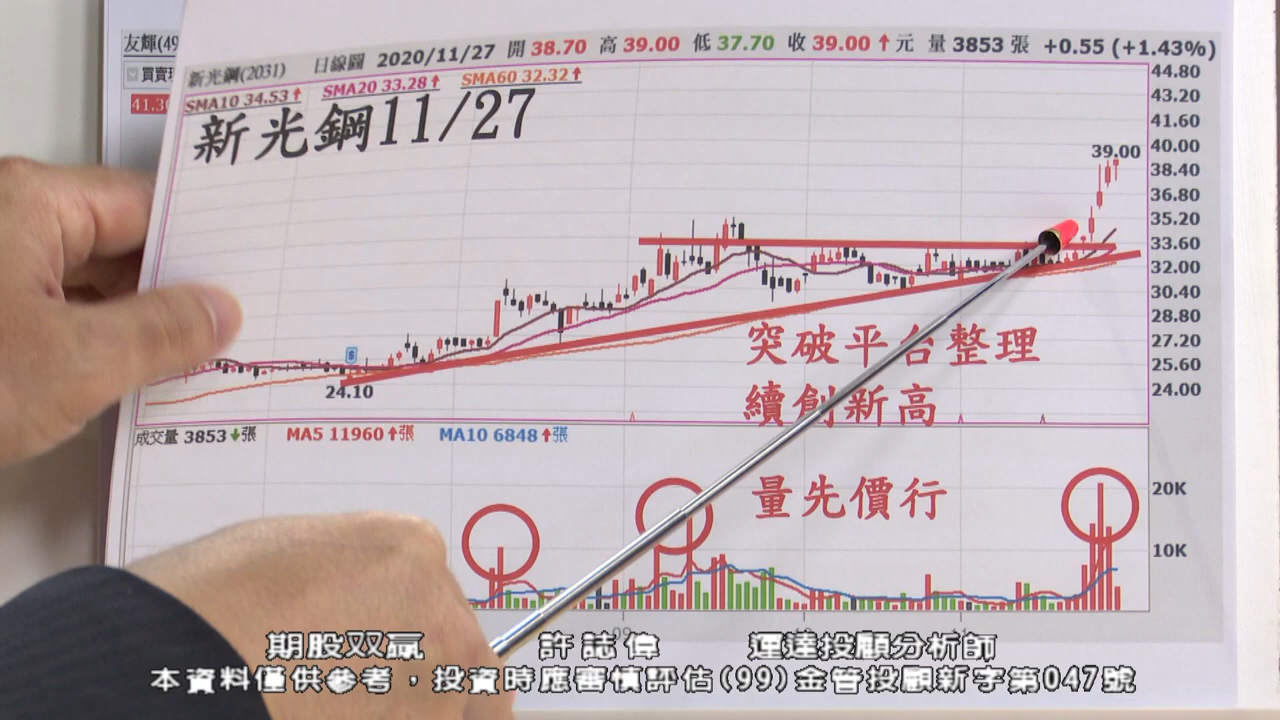 友輝(49
買賣
41.3
新光鋼(2031) 日線圖 2020/11/27 開 38.70 高 39.00 低 37.70 收 39.00↑元 量 3853 張 +0.55 (+1.43%)
SMA10 34.53↑ SMA20 33.28↑ SMA60 32.32↑
新光鋼11/27
44.80
43.20
41.60
40.00
39.00
38.40
36.80
35.20
33.60
32.00
30.40
28.80
27.20
25.60
24.00
24.10
突破平台整理
續創新高
成交量 3853↓張 MA5 11960↑張 MA10 6848↑張
量先價行
20K
10K
09
期股双贏 許誌偉 運達投顧分析師
本資料僅供參考，投資時應審慎評估(99)金管投顧新字第047號